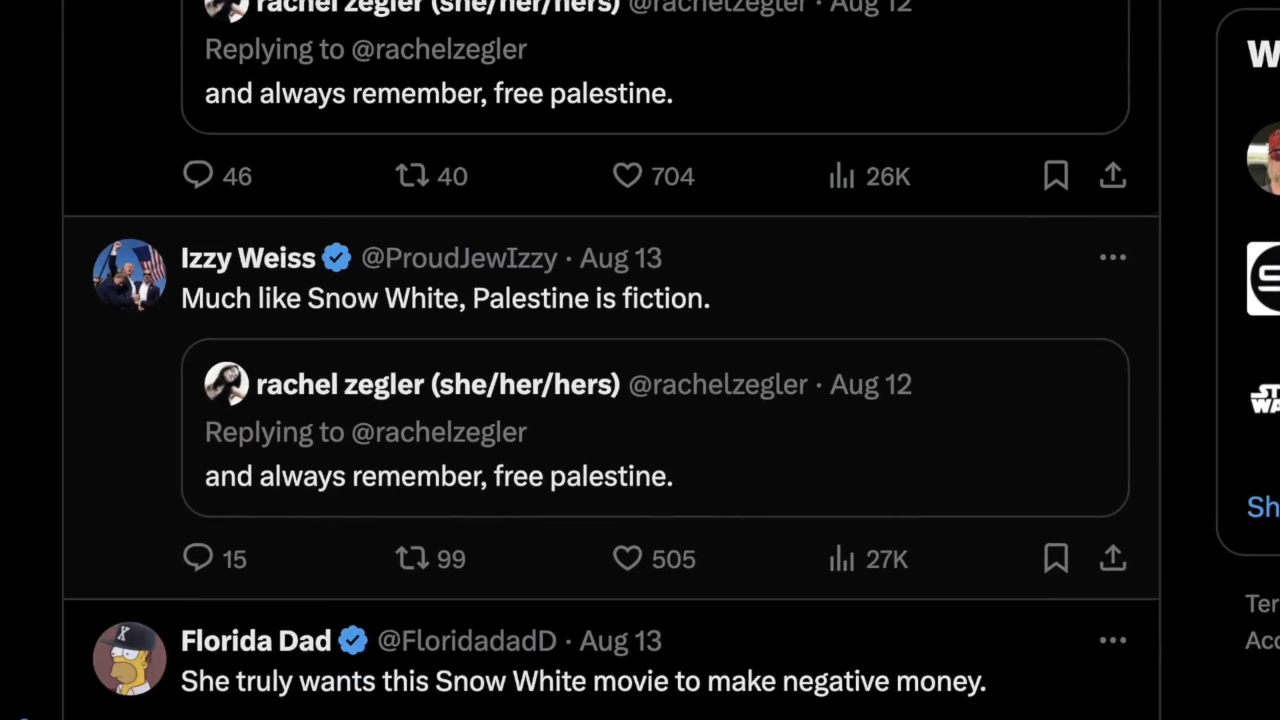 rachel zegler (she/her/hers) @rachelzegler · Aug 12
Replying to @rachelzegler
and always remember, free palestine.
46 40 704 26K
Izzy Weiss @ProudJewIzzy · Aug 13
Much like Snow White, Palestine is fiction.
rachel zegler (she/her/hers) @rachelzegler · Aug 12
Replying to @rachelzegler
and always remember, free palestine.
15 99 505 27K
Florida Dad @FloridadadD · Aug 13
She truly wants this Snow White movie to make negative money.